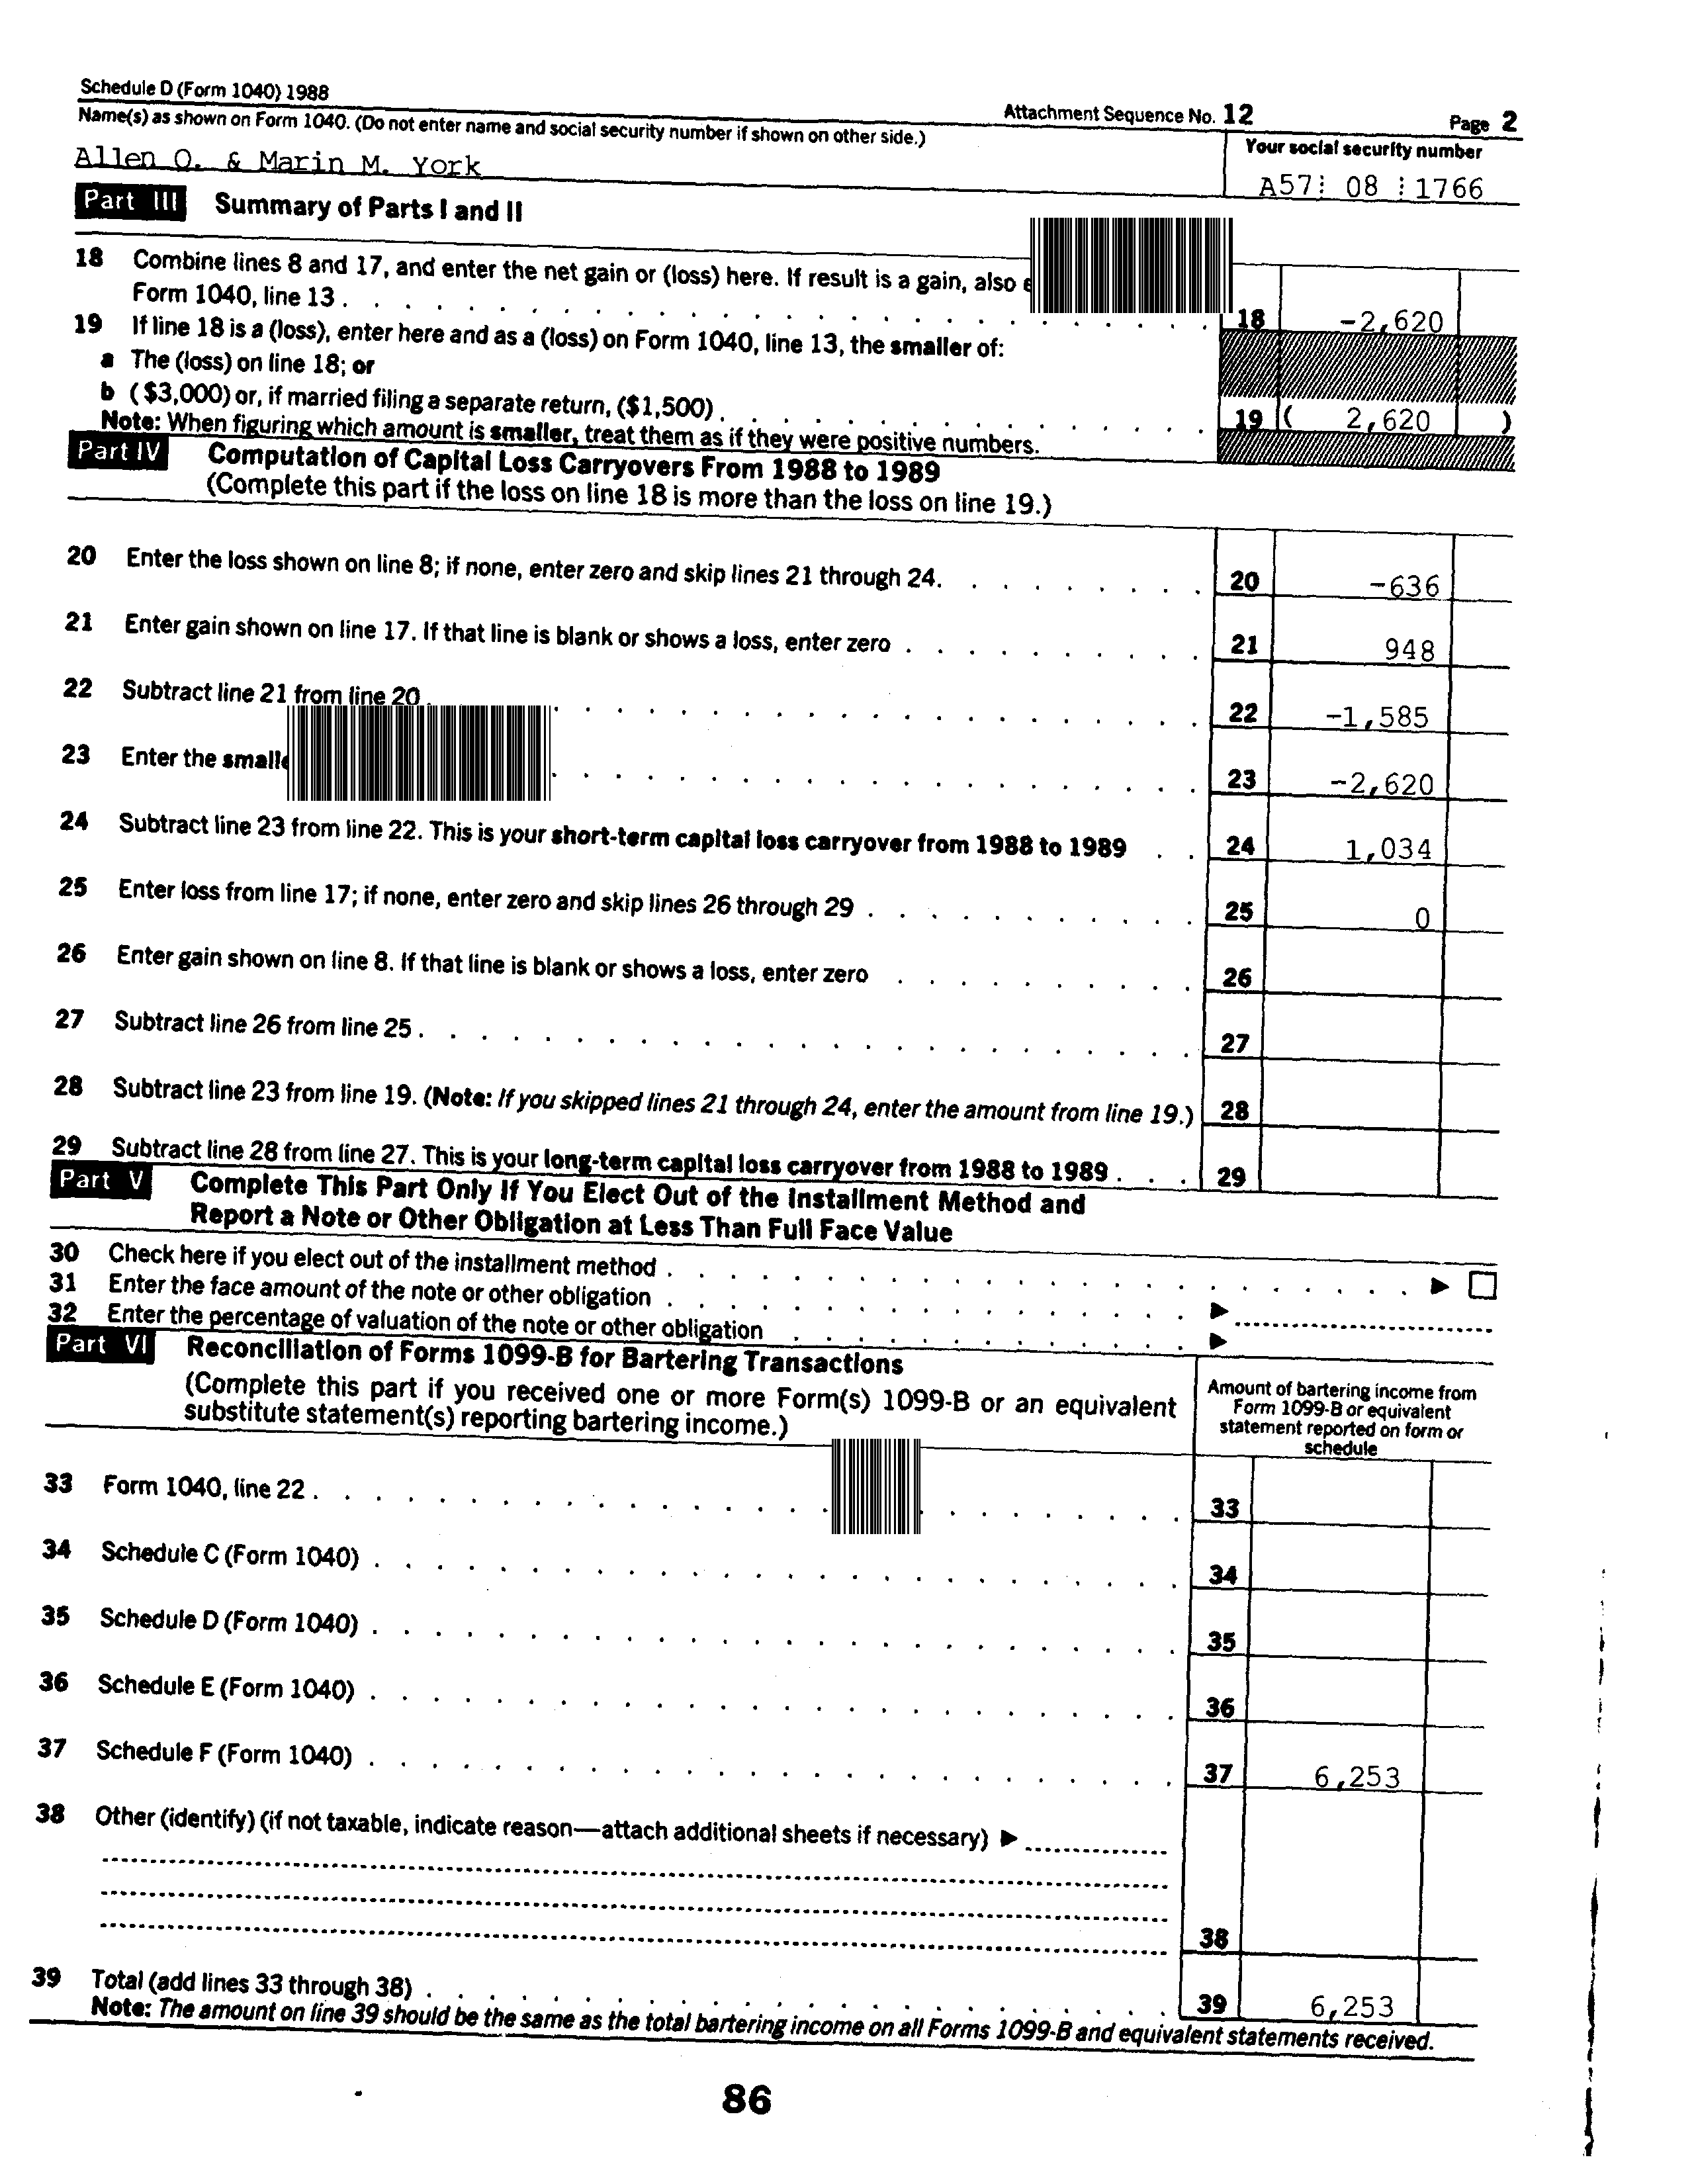 Schedule D (Form 1040) 1988
Attachment Sequence No. 12
Page 2
Name(s) as shown on Form 1040. (Do not enter name and social security number if shown on other side.)
Your social security number
Allen O. & Marin M. York
A57 08 1766
Part III Summary of Parts I and II
18 Combine lines 8 and 17, and enter the net gain or (loss) here. If result is a gain, also
Form 1040, line 13 . . . . . . . . . . . . . . . . . . . . . . . . . . . 18 -2,620
19 If line 18 is a (loss), enter here and as a (loss) on Form 1040, line 13, the smaller of:
a The (loss) on line 18; or
b ($3,000) or, if married filing a separate return, ($1,500) . . . . . . . . . . . . . . . . 19 ( 2,620 )
Note: When figuring which amount is smaller, treat them as if they were positive numbers.
Part IV Computation of Capital Loss Carryovers From 1988 to 1989
(Complete this part if the loss on line 18 is more than the loss on line 19.)
20 Enter the loss shown on line 8; if none, enter zero and skip lines 21 through 24. . . . . . . . . 20 -636
21 Enter gain shown on line 17. If that line is blank or shows a loss, enter zero . . . . . . . . . . 21 948
22 Subtract line 21 from line 20 . . . . . . . . . . . . . . . . . . . . . . 22 -1,585
23 Enter the . . . . . . . . . . . . . . . . . . . . . 23 -2,620
24 Subtract line 23 from line 22. This is your short-term capital loss carryover from 1988 to 1989 . . 24 1,034
25 Enter loss from line 17; if none, enter zero and skip lines 26 through 29 . . . . . . . . . . . 25 0
26 Enter gain shown on line 8. If that line is blank or shows a loss, enter zero . . . . . . . . . . 26
27 Subtract line 26 from line 25 . . . . . . . . . . . . . . . . . . . . . . . . . 27
28 Subtract line 23 from line 19. (Note: If you skipped lines 21 through 24, enter the amount from line 19.) 28
29 Subtract line 28 from line 27. This is your long-term capital loss carryover from 1988 to 1989 . . . 29
Part V Complete This Part Only If You Elect Out of the Installment Method and
Report a Note or Other Obligation at Less Than Full Face Value
30 Check here if you elect out of the installment method . . . . . . . . . . . . . . . . . . . . . . . . ▶ ☐
31 Enter the face amount of the note or other obligation . . . . . . . . . . . . . . . . . ▶
32 Enter the percentage of valuation of the note or other obligation . . . . . . . . . . . . . ▶
Part VI Reconciliation of Forms 1099-B for Bartering Transactions
(Complete this part if you received one or more Form(s) 1099-B or an equivalent
substitute statement(s) reporting bartering income.)
Amount of bartering income from
Form 1099-B or equivalent
statement reported on form or
schedule
33 Form 1040, line 22 . . . . . . . . . . . . . . . . . . . . . . . . . 33
34 Schedule C (Form 1040) . . . . . . . . . . . . . . . . . . . . . . . . . . 34
35 Schedule D (Form 1040) . . . . . . . . . . . . . . . . . . . . . . . . . . 35
36 Schedule E (Form 1040) . . . . . . . . . . . . . . . . . . . . . . . . . . 36
37 Schedule F (Form 1040) . . . . . . . . . . . . . . . . . . . . . . . . . . 37 6,253
38 Other (identify) (if not taxable, indicate reason—attach additional sheets if necessary) ▶
38
39 Total (add lines 33 through 38) . . . . . . . . . . . . . . . . . . . . . . . . 39 6,253
Note: The amount on line 39 should be the same as the total bartering income on all Forms 1099-B and equivalent statements received.
86